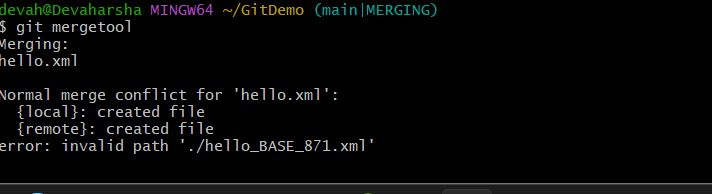 devah@Devaharsha MINGW64 ~/GitDemo (main|MERGING)
$ git mergetool
Merging:
hello.xml

Normal merge conflict for 'hello.xml':
  {local}: created file
  {remote}: created file
error: invalid path './hello_BASE_871.xml'